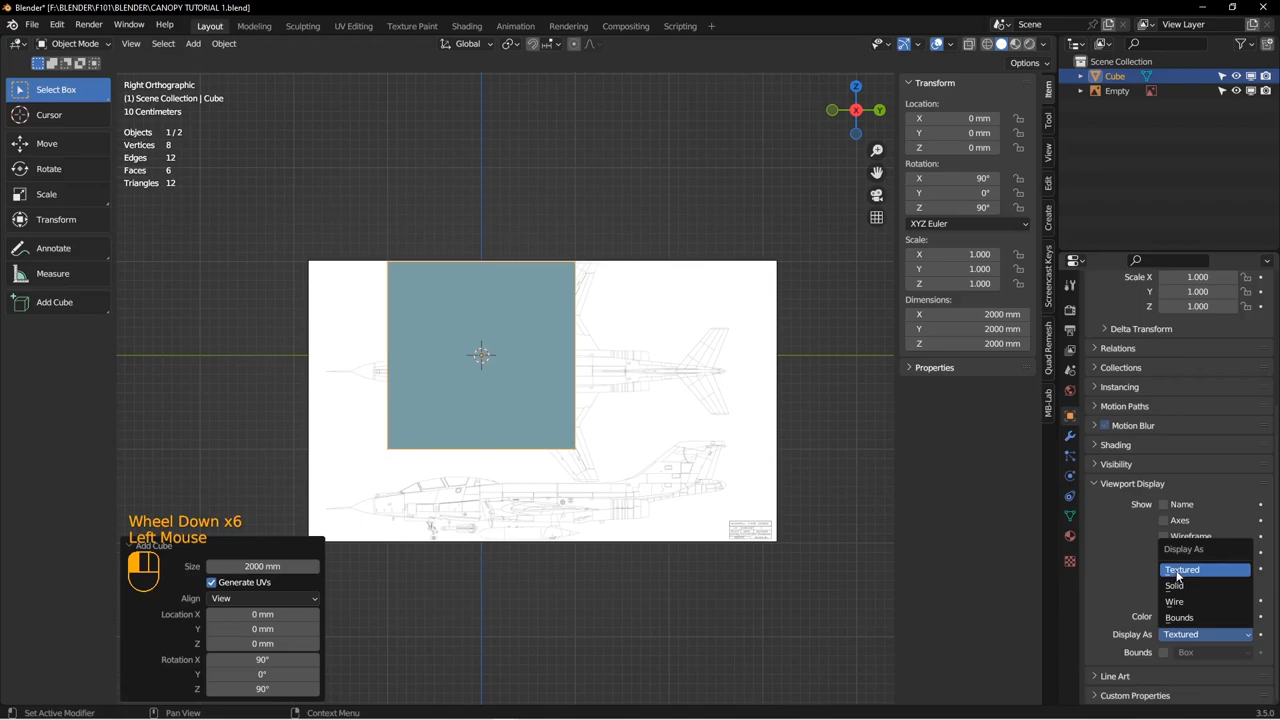 Blender* [F:\BLENDER\F101\BLENDER\CANOPY TUTORIAL 1.blend]
File Edit Render Window Help Layout Modeling Sculpting UV Editing Texture Paint Shading Animation Rendering Compositing Scripting + Scene View Layer
Object Mode View Select Add Object Global
Options
Scene Collection
Cube
Empty
Select Box
Cursor
Move
Rotate
Scale
Transform
Annotate
Measure
Add Cube
Right Orthographic
(1) Scene Collection | Cube
10 Centimeters
Objects 1 / 2
Vertices 8
Edges 12
Faces 6
Triangles 12
Z
X
Y
Transform
Location:
X 0 mm
Y 0 mm
Z 0 mm
Rotation:
X 90°
Y 0°
Z 90°
XYZ Euler
Scale:
X 1.000
Y 1.000
Z 1.000
Dimensions:
X 2000 mm
Y 2000 mm
Z 2000 mm
Properties
Item
Tool
View
Edit
Create
Screencast Keys
Quad Remesh
MB-Lab
Scale X 1.000
Y 1.000
Z 1.000
Delta Transform
Relations
Collections
Instancing
Motion Paths
Motion Blur
Shading
Visibility
Viewport Display
Show Name
Axes
Wireframe
Display As
Textured
Solid
Wire
Bounds
Color
Display As Textured
Bounds Box
Line Art
Custom Properties
Wheel Down x6
Left Mouse
Add Cube
Size 2000 mm
Generate UVs
Align View
Location X 0 mm
Y 0 mm
Z 0 mm
Rotation X 90°
Y 0°
Z 90°
Set Active Modifier Pan View Context Menu 3.5.0